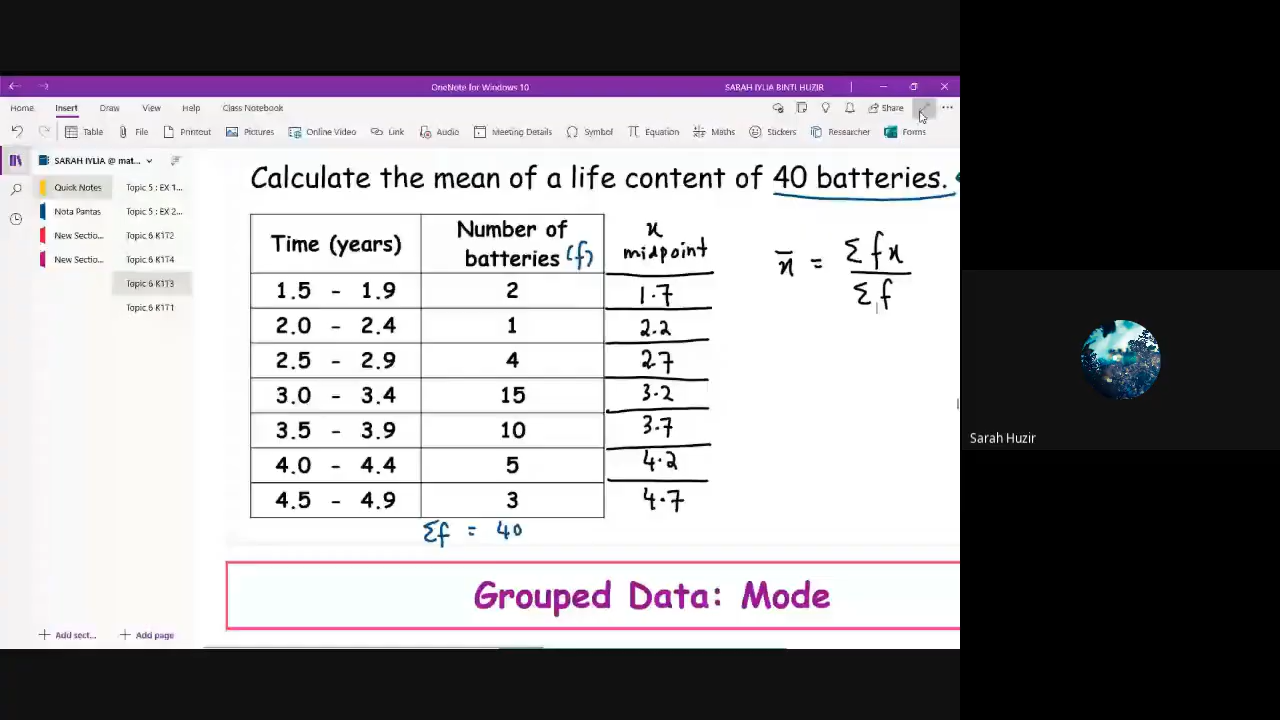 OneNote for Windows 10
SARAH IYLIA BINTI HUZIR
Home Insert Draw View Help Class Notebook
Share
Table File Printout Pictures Online Video Link Audio Meeting Details Symbol Equation Maths Stickers Researcher Forms
SARAH IYLIA @ mat...
Quick Notes
Nota Pantas
New Sectio...
New Sectio...
Topic 5 : EX 1...
Topic 5 : EX 2...
Topic 6 K1T2
Topic 6 K1T4
Topic 6 K1T3
Topic 6 K1T1
Add sect...
Add page
Calculate the mean of a life content of 40 batteries.
Time (years) Number of batteries (f) x midpoint
1.5 - 1.9 2 1.7
2.0 - 2.4 1 2.2
2.5 - 2.9 4 2.7
3.0 - 3.4 15 3.2
3.5 - 3.9 10 3.7
4.0 - 4.4 5 4.2
4.5 - 4.9 3 4.7
Σf = 40
x̄ = Σfx / Σf
Grouped Data: Mode
Sarah Huzir